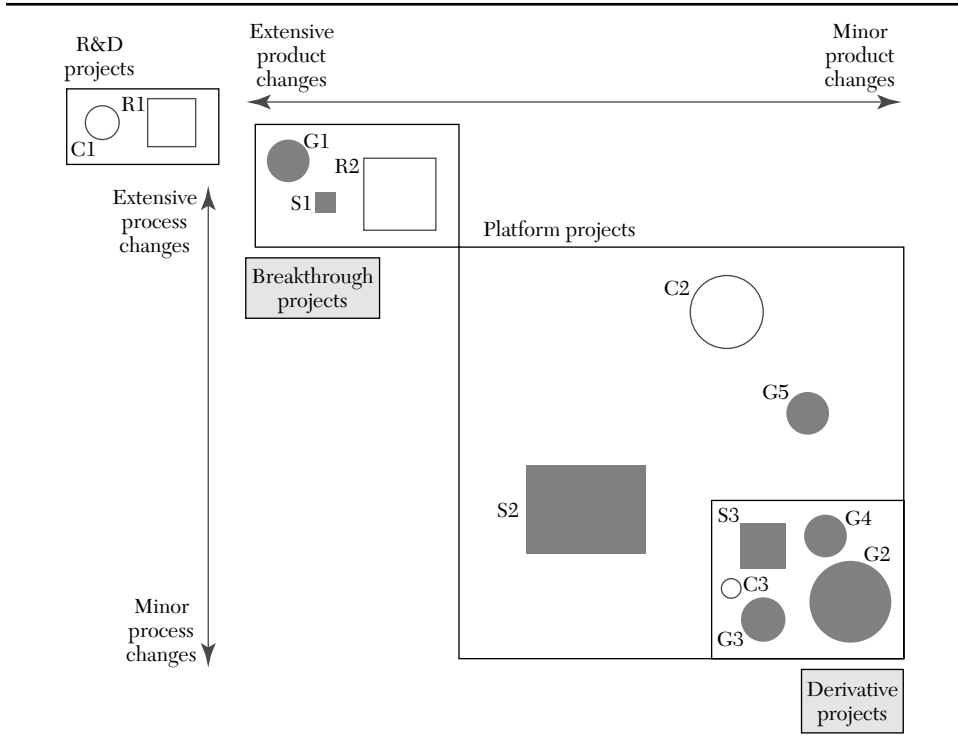 R&D
projects
Extensive
product
changes
Minor
product
changes
R1
C1
G1
R2
S1
Extensive
process
changes
Platform projects
Breakthrough
projects
C2
G5
S2
S3
G4
G2
C3
G3
Minor
process
changes
Derivative
projects